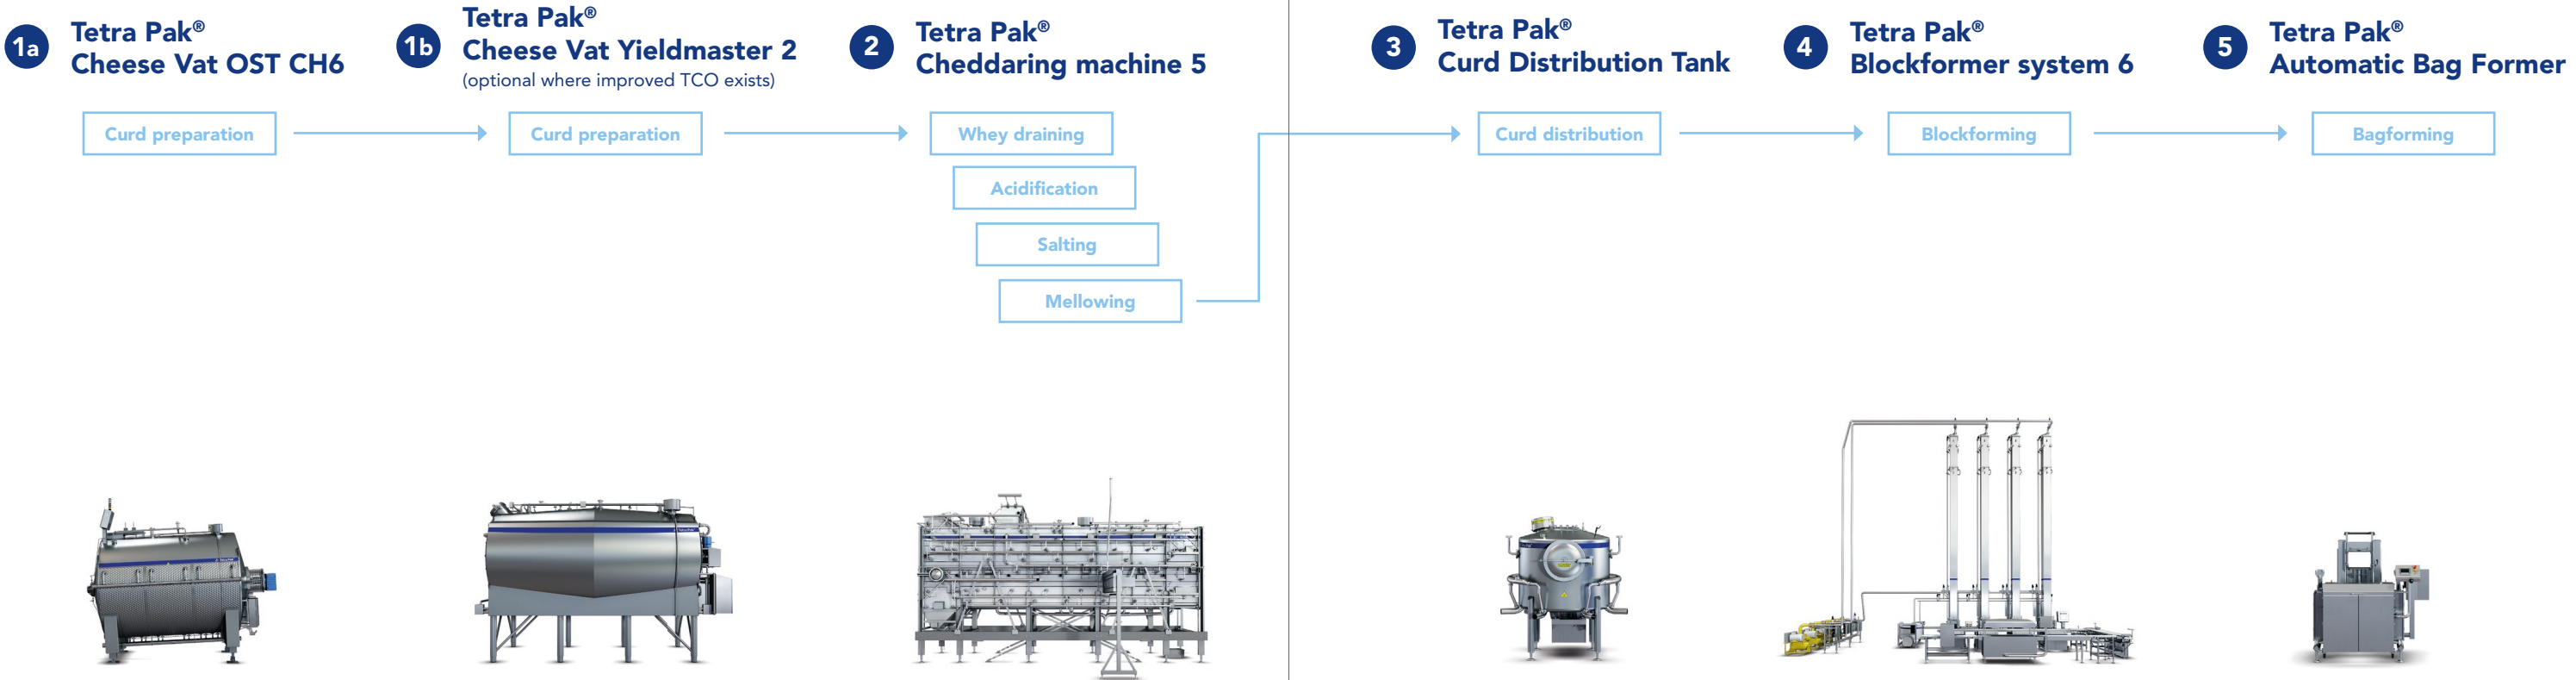 1a
Tetra Pak®
Cheese Vat OST CH6
Curd preparation
1b
Tetra Pak®
Cheese Vat Yieldmaster 2
(optional where improved TCO exists)
Curd preparation
2
Tetra Pak®
Cheddaring machine 5
Whey draining
Acidification
Salting
Mellowing
3
Tetra Pak®
Curd Distribution Tank
Curd distribution
4
Tetra Pak®
Blockformer system 6
Blockforming
5
Tetra Pak®
Automatic Bag Former
Bagforming